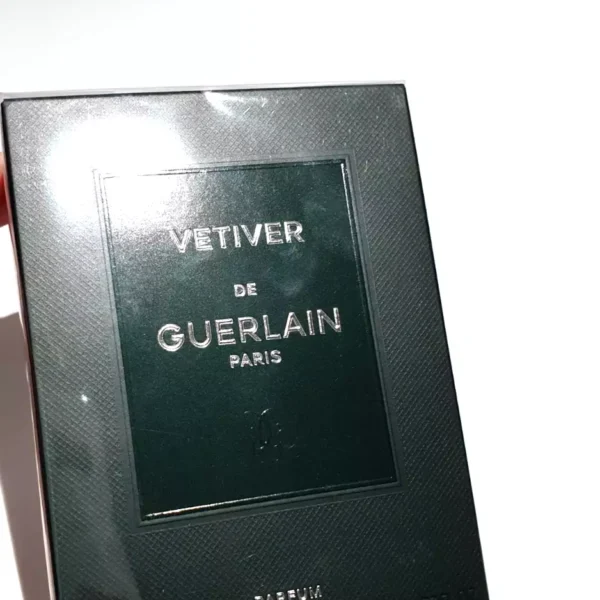 VETIVER
DE
GUERLAIN
PARIS
PARFUM